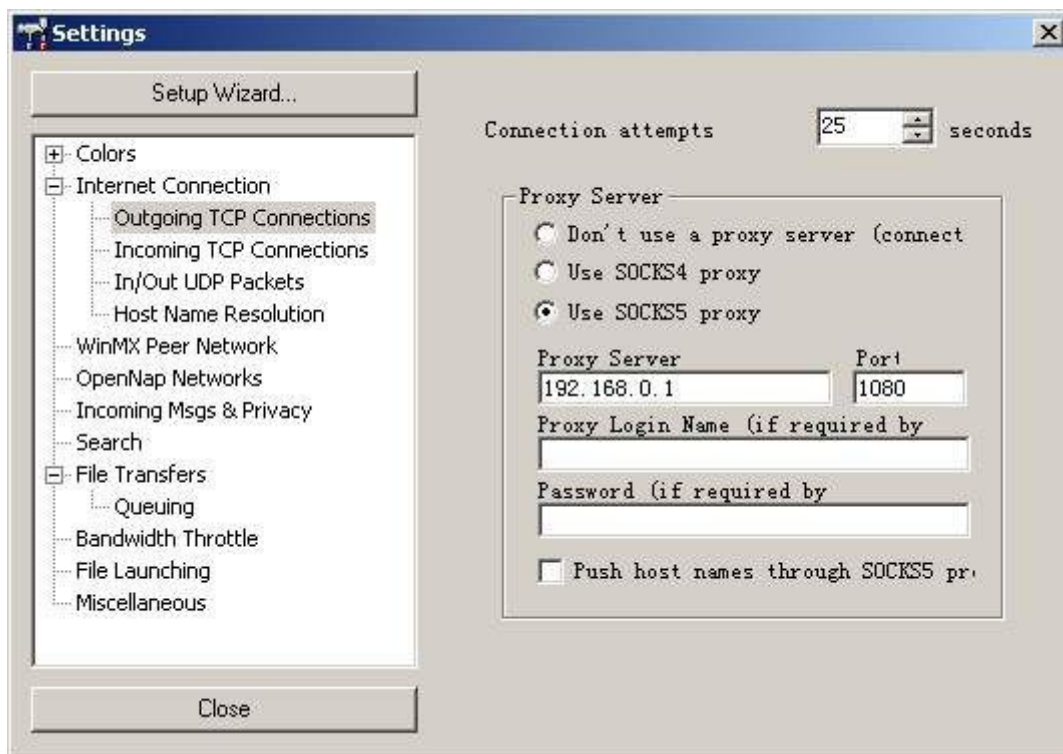 Settings
Setup Wizard...
Colors
Internet Connection
Outgoing TCP Connections
Incoming TCP Connections
In/Out UDP Packets
Host Name Resolution
WinMX Peer Network
OpenNap Networks
Incoming Msgs & Privacy
Search
File Transfers
Queuing
Bandwidth Throttle
File Launching
Miscellaneous
Close
Connection attempts 25 seconds
Proxy Server
Don't use a proxy server (connect
Use SOCKS4 proxy
Use SOCKS5 proxy
Proxy Server Port
192.168.0.1 1080
Proxy Login Name (if required by
Password (if required by
Push host names through SOCKS5